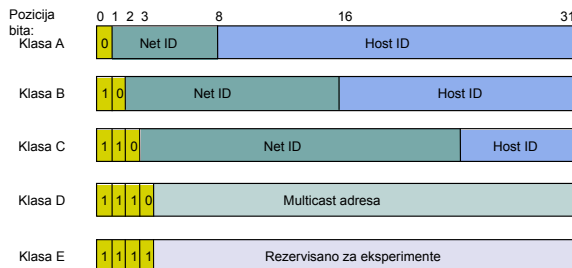 Pozicija bita: 0 1 2 3 8 16 31
Klasa A 0 Net ID Host ID
Klasa B 1 0 Net ID Host ID
Klasa C 1 1 0 Net ID Host ID
Klasa D 1 1 1 0 Multicast adresa
Klasa E 1 1 1 1 Rezervisano za eksperimente